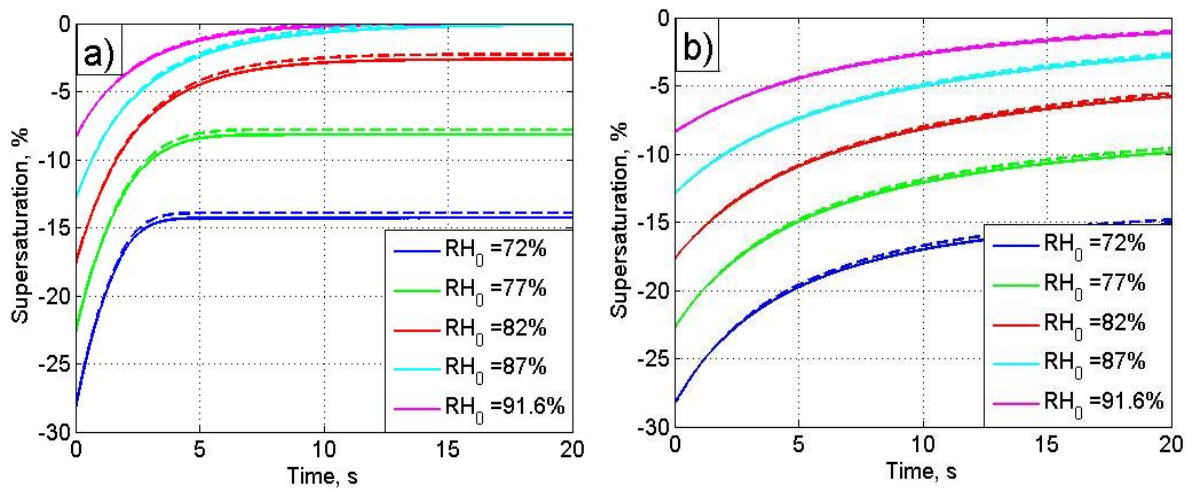 a)
Supersaturation, %
0
-5
-10
-15
-20
-25
-30
0 5 10 15 20
Time, s
RH₀ =72%
RH₀ =77%
RH₀ =82%
RH₀ =87%
RH₀ =91.6%
b)
Supersaturation, %
0
-5
-10
-15
-20
-25
-30
0 5 10 15 20
Time, s
RH₀ =72%
RH₀ =77%
RH₀ =82%
RH₀ =87%
RH₀ =91.6%